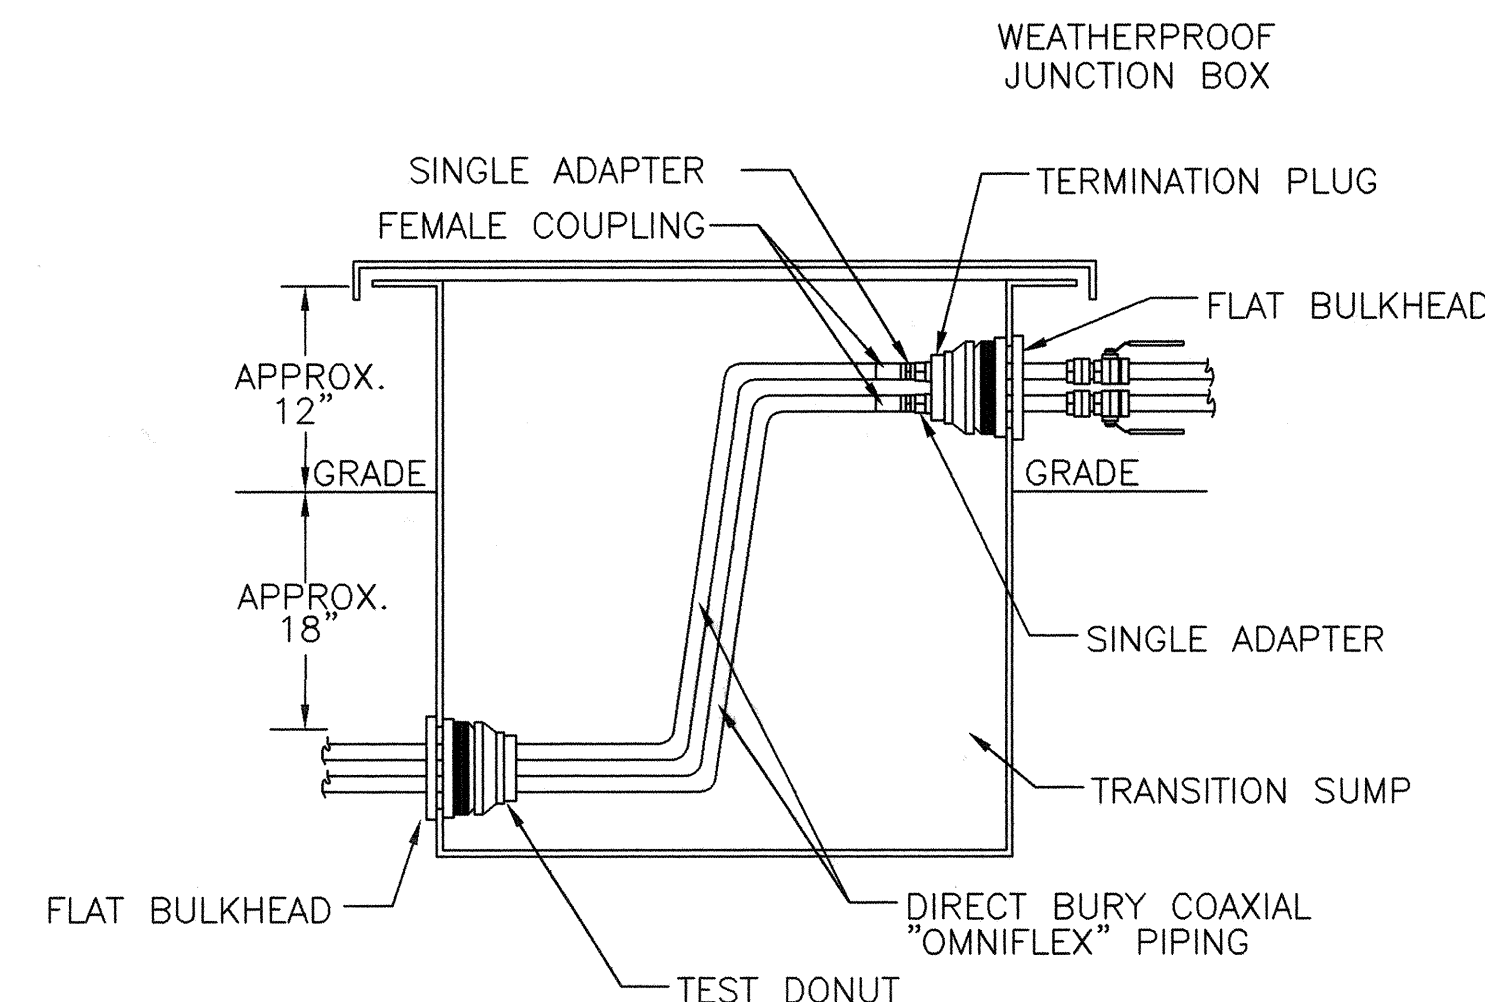 WEATHERPROOF
JUNCTION BOX
SINGLE ADAPTER
TERMINATION PLUG
FEMALE COUPLING
FLAT BULKHEAD
APPROX.
12"
GRADE
GRADE
APPROX.
18"
SINGLE ADAPTER
TRANSITION SUMP
FLAT BULKHEAD
DIRECT BURY COAXIAL
"OMNIFLEX" PIPING
TEST DONUT